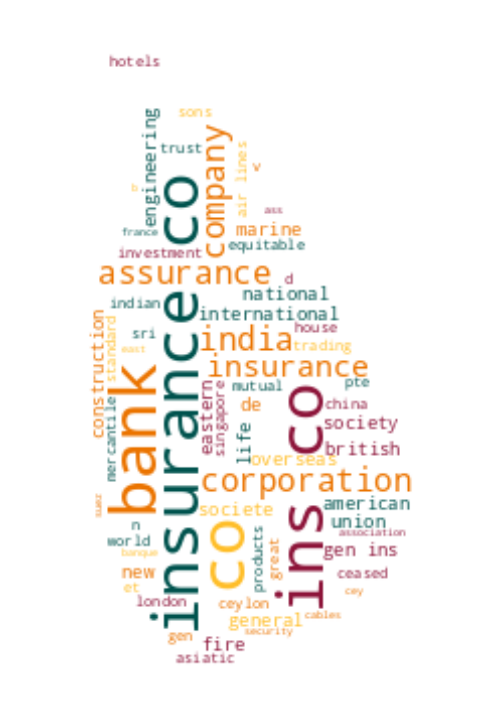 hotels
engineering
sons
trust
company
air lines
v
co
ass
france
marine
equitable
investment
assurance
d
indian
national
international
construction
standard
sri
east
india
house
trading
insurance co
insurance
bank
mercantile
eastern
singapore
mutual
pte
de
co
china
life
society
british
overseas
corporation
suez
societe
american
union
association
n
world
banque
co
products
great
ins
gen ins
new
et
ceased
cey
london
ceylon
cables
general
security
gen
fire
asiatic